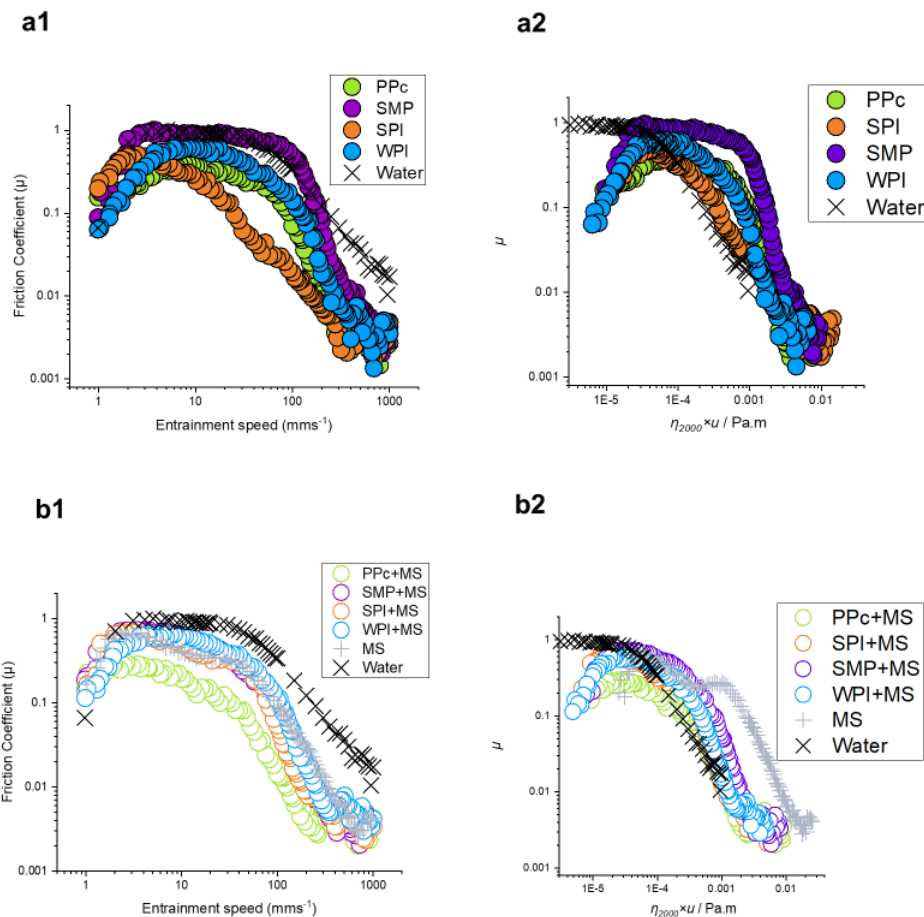 a1
PPc
SMP
SPI
WPI
Water
Friction Coefficient (μ)
1
0.1
0.01
0.001
1 10 100 1000
Entrainment speed (mms⁻¹)
a2
PPc
SPI
SMP
WPI
Water
μ
1
0.1
0.01
0.001
1E-5 1E-4 0.001 0.01
η₂₀₀₀×u / Pa.m
b1
PPc+MS
SMP+MS
SPI+MS
WPI+MS
MS
Water
Friction Coefficient (μ)
1
0.1
0.01
0.001
1 10 100 1000
Entrainment speed (mms⁻¹)
b2
PPc+MS
SPI+MS
SMP+MS
WPI+MS
MS
Water
μ
1
0.1
0.01
0.001
1E-5 1E-4 0.001 0.01
η₂₀₀₀×u / Pa.m